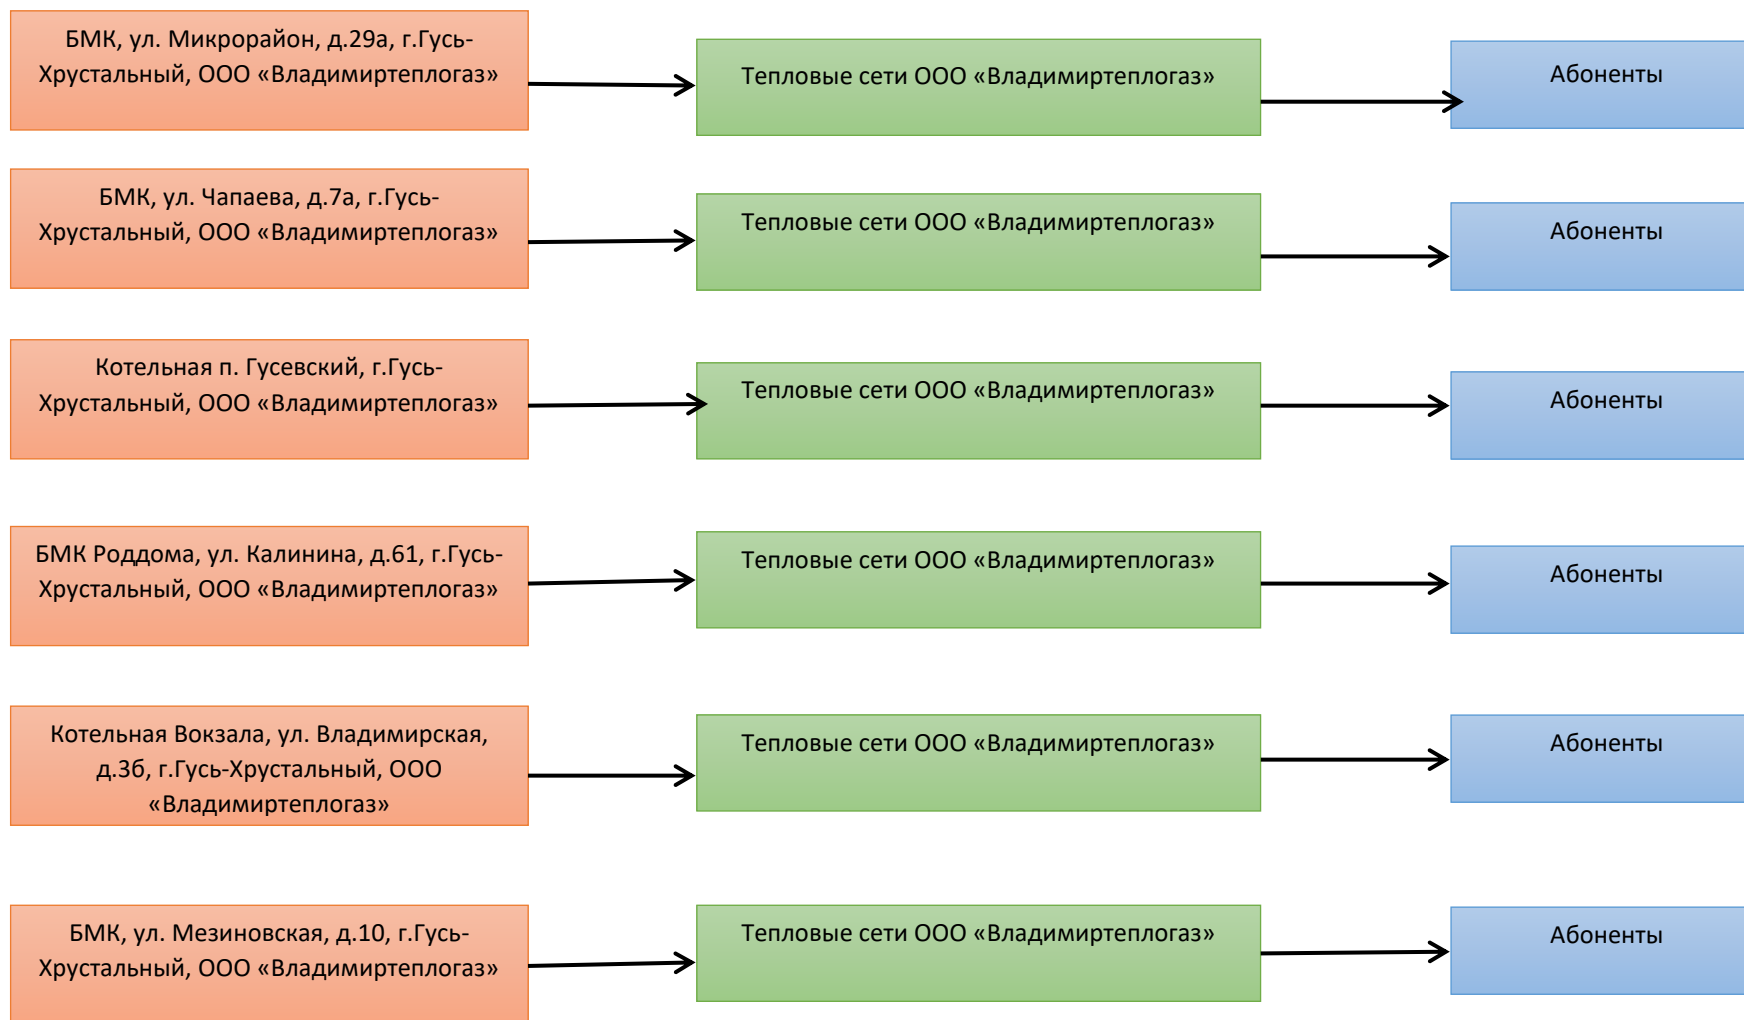 БМК, ул. Микрорайон, д.29а, г.Гусь-
Хрустальный, ООО «Владимиртеплогаз»
Тепловые сети ООО «Владимиртеплогаз»
Абоненты
БМК, ул. Чапаева, д.7а, г.Гусь-
Хрустальный, ООО «Владимиртеплогаз»
Тепловые сети ООО «Владимиртеплогаз»
Абоненты
Котельная п. Гусевский, г.Гусь-
Хрустальный, ООО «Владимиртеплогаз»
Тепловые сети ООО «Владимиртеплогаз»
Абоненты
БМК Роддома, ул. Калинина, д.61, г.Гусь-
Хрустальный, ООО «Владимиртеплогаз»
Тепловые сети ООО «Владимиртеплогаз»
Абоненты
Котельная Вокзала, ул. Владимирская,
д.3б, г.Гусь-Хрустальный, ООО
«Владимиртеплогаз»
Тепловые сети ООО «Владимиртеплогаз»
Абоненты
БМК, ул. Мезиновская, д.10, г.Гусь-
Хрустальный, ООО «Владимиртеплогаз»
Тепловые сети ООО «Владимиртеплогаз»
Абоненты